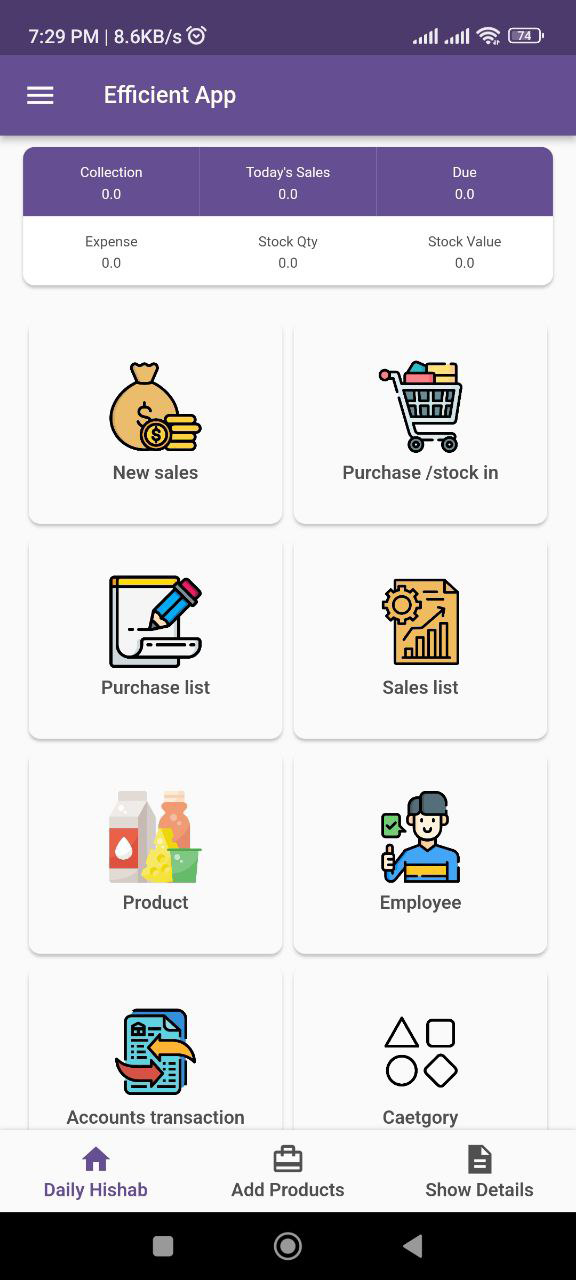 7:29 PM | 8.6KB/s
74
Efficient App
Collection Today's Sales Due
0.0 0.0 0.0
Expense Stock Qty Stock Value
0.0 0.0 0.0
New sales Purchase /stock in
Purchase list Sales list
Product Employee
Accounts transaction Caetgory
Daily Hishab Add Products Show Details